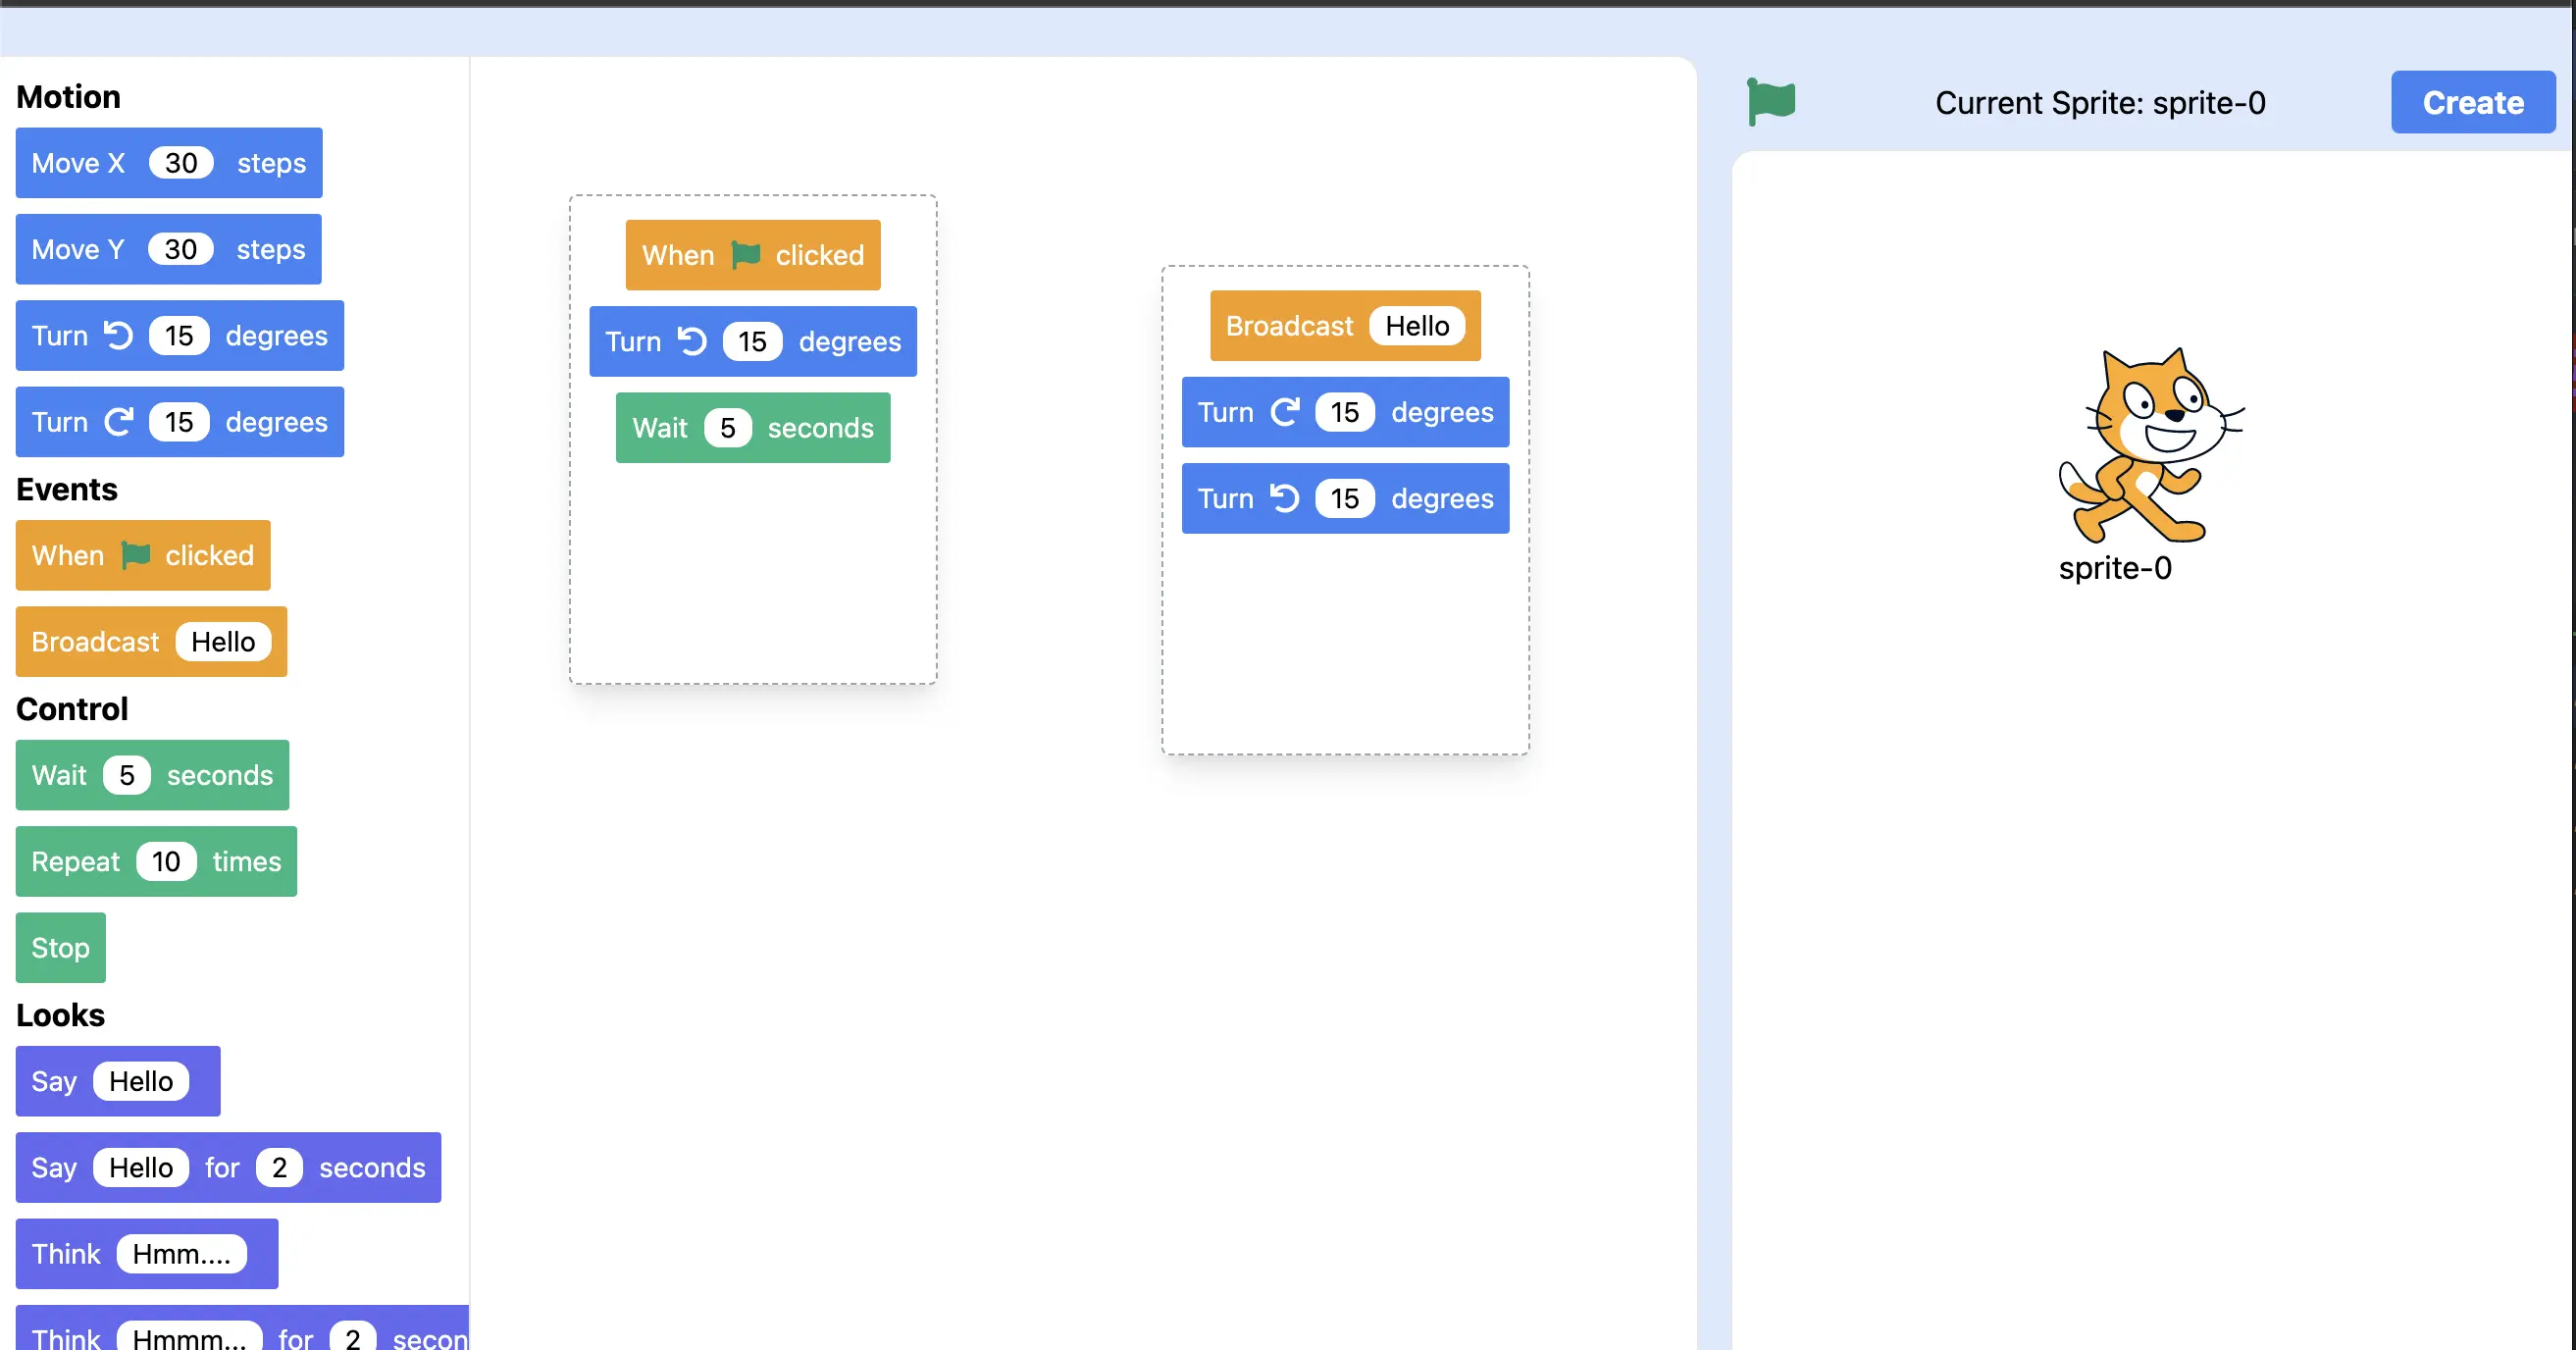 Motion
Move X 30 steps
Move Y 30 steps
Turn 15 degrees
Turn 15 degrees
Events
When clicked
Broadcast Hello
Control
Wait 5 seconds
Repeat 10 times
Stop
Looks
Say Hello
Say Hello for 2 seconds
Think Hmm....
Think Hmmm... for 2 secon
When clicked
Turn 15 degrees
Wait 5 seconds
Broadcast Hello
Turn 15 degrees
Turn 15 degrees
Current Sprite: sprite-0
Create
sprite-0